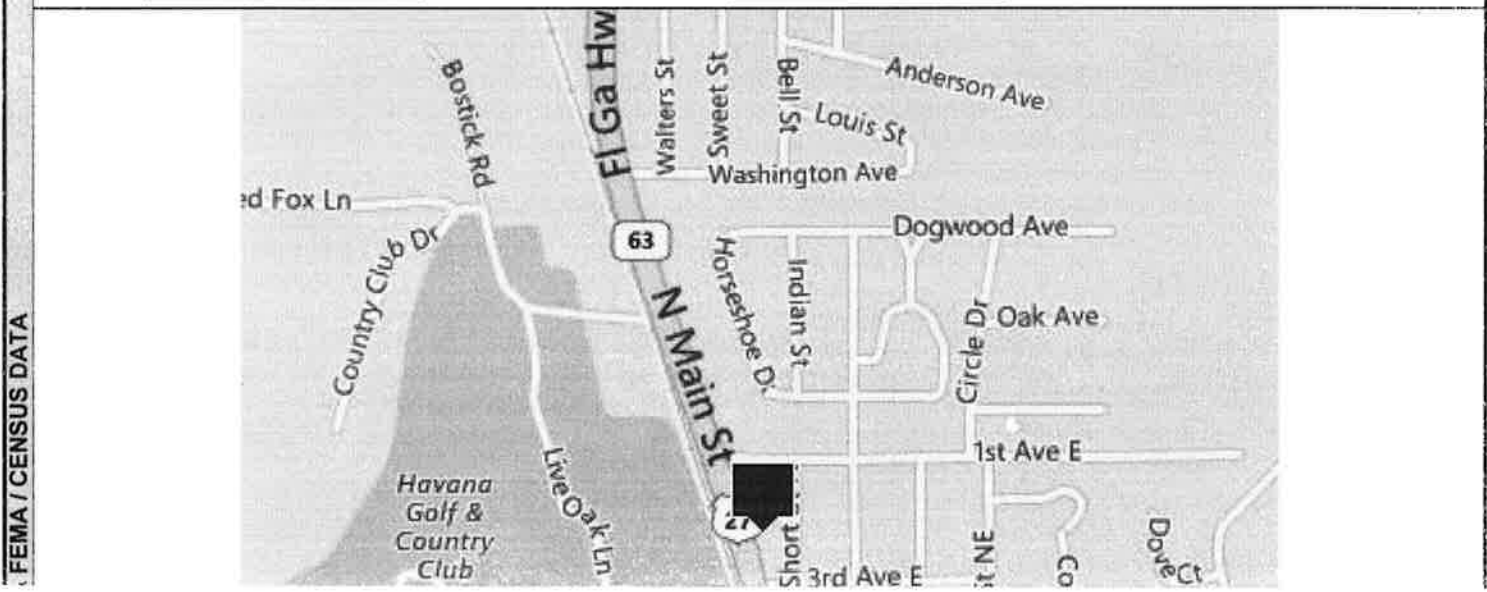 FEMA / CENSUS DATA
Fl Ga Hw
Bostick Rd
Walters St
Sweet St
Bell St
Anderson Ave
Louis St
Washington Ave
ed Fox Ln
Country Club Dr
63
Dogwood Ave
Horseshoe Dr
Indian St
N Main St
Circle Dr
Oak Ave
1st Ave E
Havana
Golf &
Country
Club
Live Oak Ln
27
Short
3rd Ave E
t NE
Co
Dove Ct